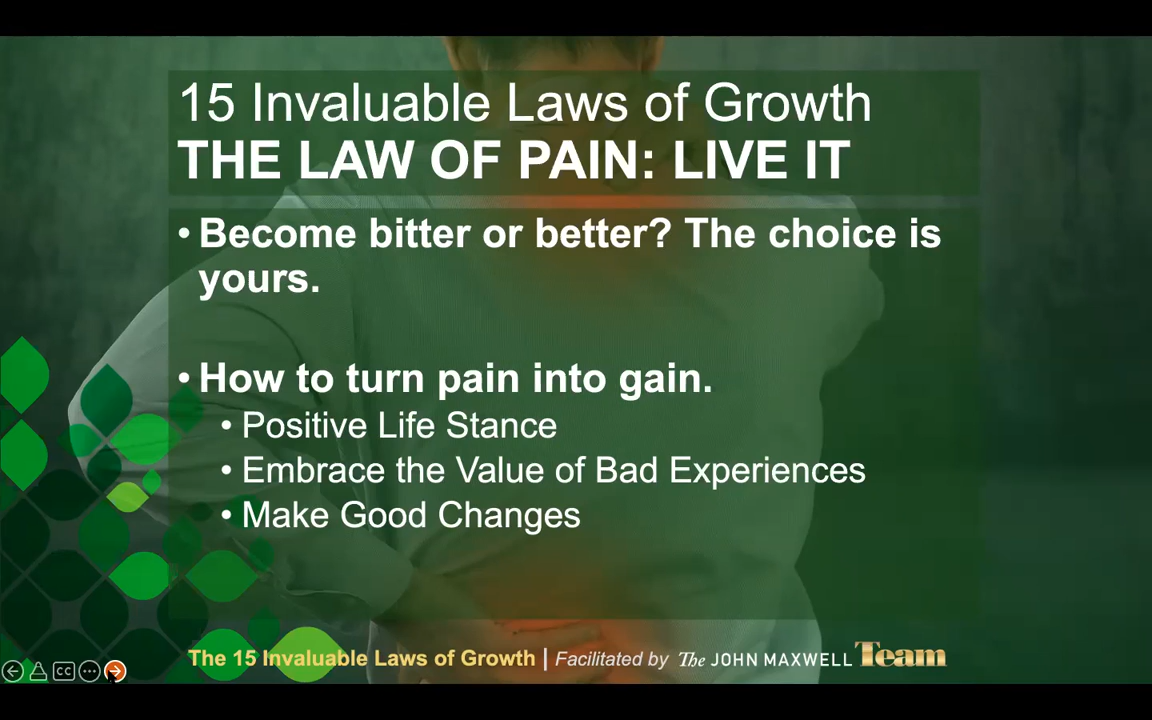 15 Invaluable Laws of Growth
THE LAW OF PAIN: LIVE IT
• Become bitter or better? The choice is
yours.
• How to turn pain into gain.
• Positive Life Stance
• Embrace the Value of Bad Experiences
• Make Good Changes
CC
The 15 Invaluable Laws of Growth | Facilitated by The JOHN MAXWELL Team